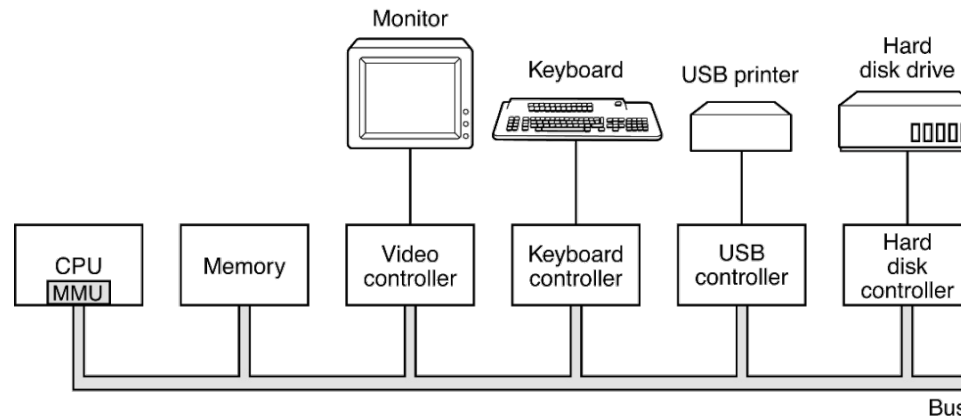 Monitor
Keyboard
USB printer
Hard
disk drive
CPU
MMU
Memory
Video
controller
Keyboard
controller
USB
controller
Hard
disk
controller
Bus